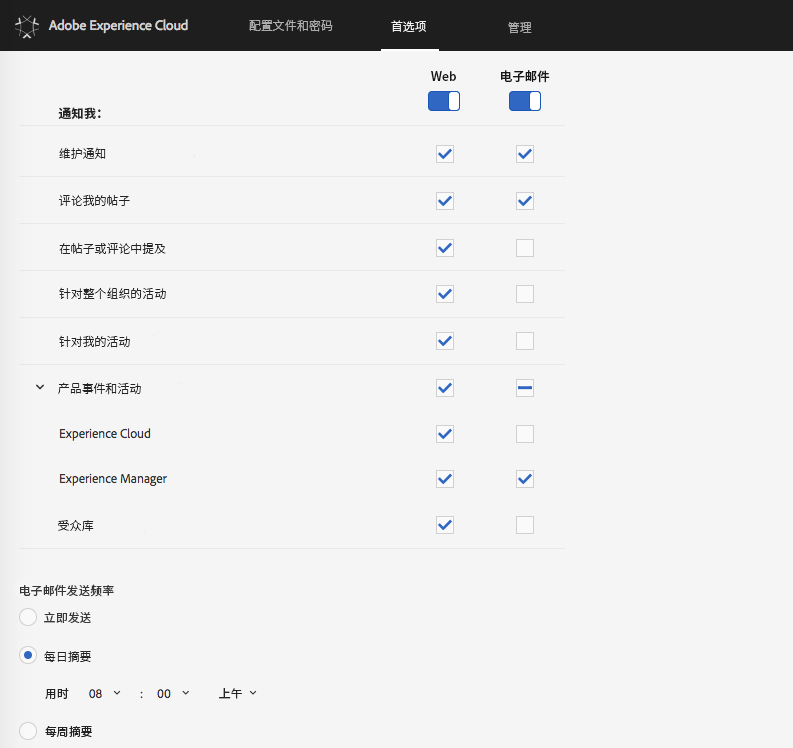 Adobe Experience Cloud 配置文件和密码 首选项 管理
Web 电子邮件
通知我：
维护通知
评论我的帖子
在帖子或评论中提及
针对整个组织的活动
针对我的活动
产品事件和活动
Experience Cloud
Experience Manager
受众库
电子邮件发送频率
立即发送
每日摘要
用时 08 : 00 上午
每周摘要